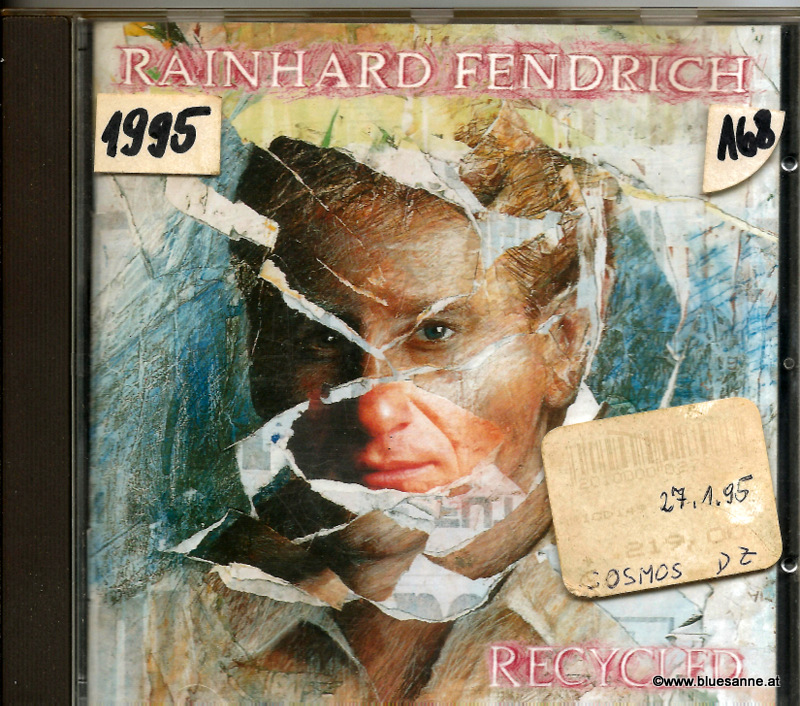 RAINHARD FENDRICH
1995
168
27.1.95
COSMOS DZ
RECYCLED
©www.bluesanne.at